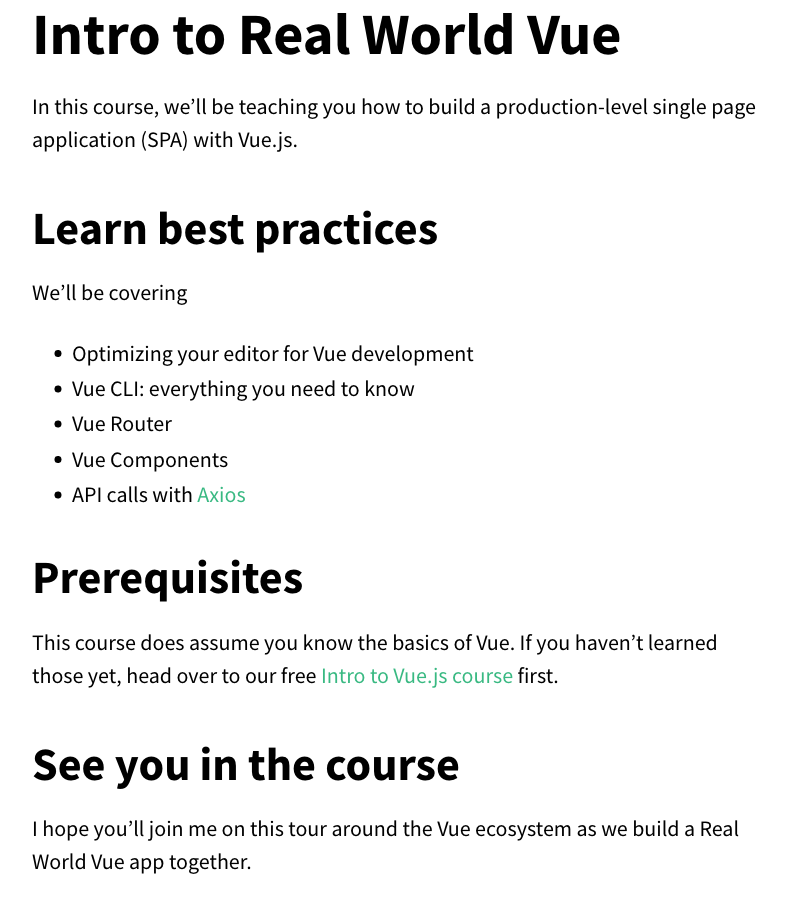 Intro to Real World Vue
In this course, we’ll be teaching you how to build a production-level single page
application (SPA) with Vue.js.
Learn best practices
We’ll be covering
• Optimizing your editor for Vue development
• Vue CLI: everything you need to know
• Vue Router
• Vue Components
• API calls with Axios
Prerequisites
This course does assume you know the basics of Vue. If you haven’t learned
those yet, head over to our free Intro to Vue.js course first.
See you in the course
I hope you’ll join me on this tour around the Vue ecosystem as we build a Real
World Vue app together.